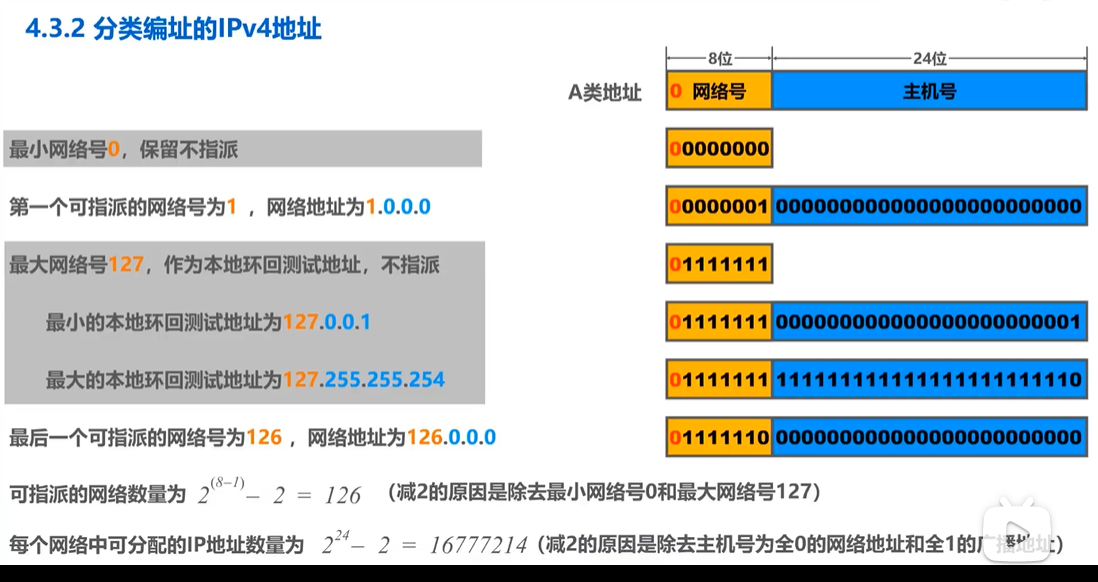 4.3.2 分类编址的IPv4地址
8位 24位
A类地址 0 网络号 主机号
最小网络号0，保留不指派 00000000
第一个可指派的网络号为1 ，网络地址为1.0.0.0 00000001 000000000000000000000000
最大网络号127，作为本地环回测试地址，不指派 01111111
最小的本地环回测试地址为127.0.0.1 01111111 000000000000000000000001
最大的本地环回测试地址为127.255.255.254 01111111 111111111111111111111110
最后一个可指派的网络号为126 ，网络地址为126.0.0.0 01111110 000000000000000000000000
可指派的网络数量为 2^(8−1) − 2 = 126 （减2的原因是除去最小网络号0和最大网络号127）
每个网络中可分配的IP地址数量为 2^24 − 2 = 16777214 (减2的原因是除去主机号为全0的网络地址和全1的广播地址)